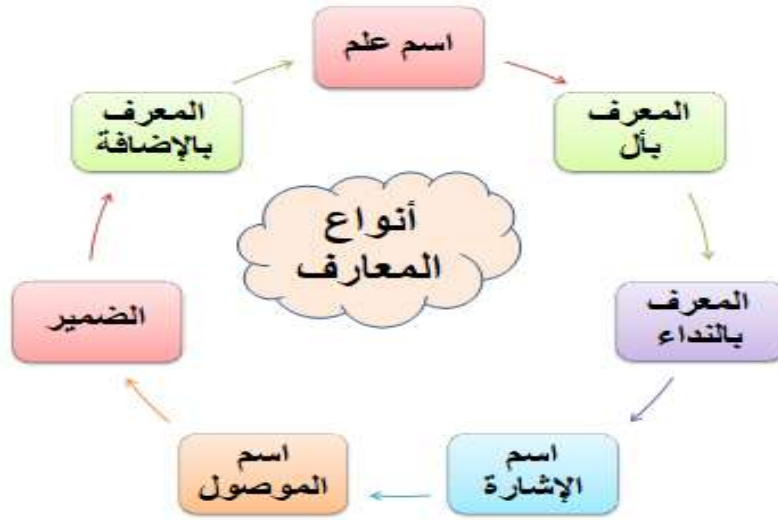 أنواع
المعارف
اسم علم
المعرف
بأل
المعرف
بالنداء
اسم
الإشارة
اسم
الموصول
الضمير
المعرف
بالإضافة